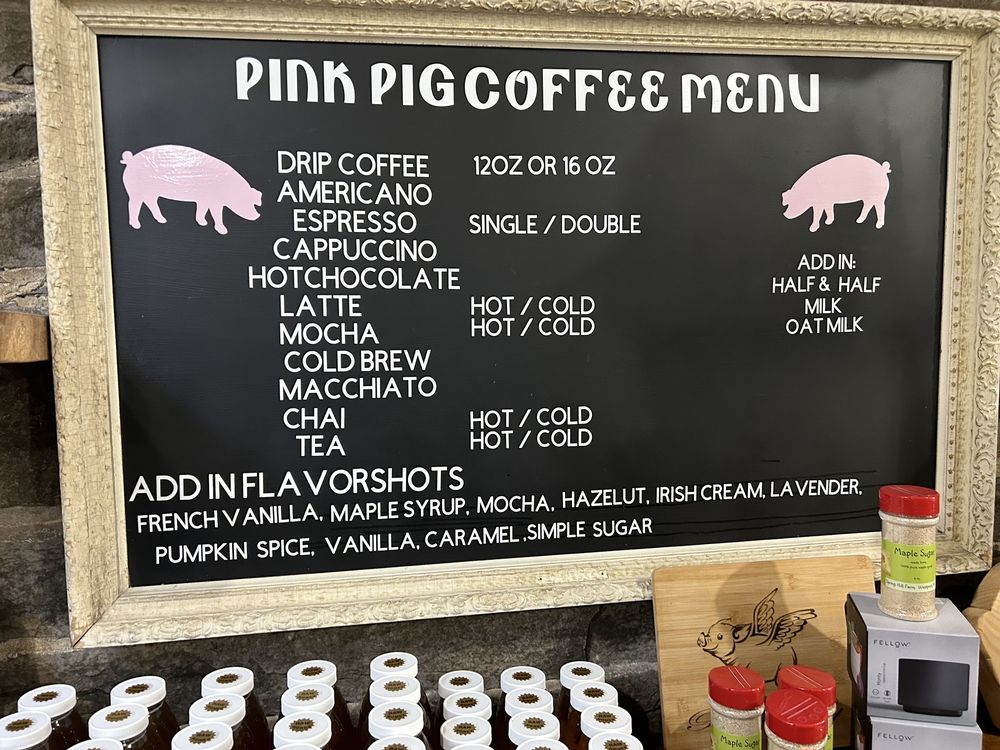 PINK PIG COFFEE MENU
DRIP COFFEE 12OZ OR 16 OZ
AMERICANO
ESPRESSO SINGLE / DOUBLE
CAPPUCCINO
HOTCHOCOLATE
LATTE HOT / COLD
MOCHA HOT / COLD
COLD BREW
MACCHIATO
CHAI HOT / COLD
TEA HOT / COLD
ADD IN:
HALF & HALF
MILK
OAT MILK
ADD IN FLAVORSHOTS
FRENCH VANILLA, MAPLE SYRUP, MOCHA, HAZELUT, IRISH CREAM, LAVENDER,
PUMPKIN SPICE, VANILLA, CARAMEL, SIMPLE SUGAR
Maple Sugar
FELLOW
FELLOW
Maple Sugar